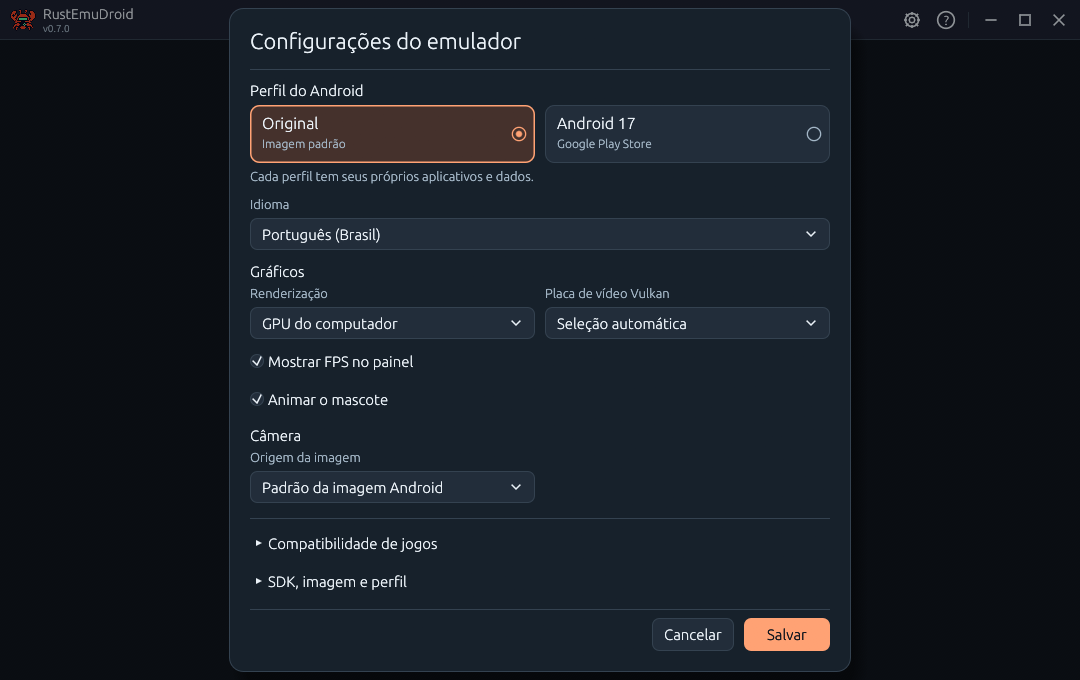 RustEmuDroid
v0.7.0
Configurações do emulador
Perfil do Android
Original
Imagem padrão
Android 17
Google Play Store
Cada perfil tem seus próprios aplicativos e dados.
Idioma
Português (Brasil)
Gráficos
Renderização
Placa de vídeo Vulkan
GPU do computador
Seleção automática
Mostrar FPS no painel
Animar o mascote
Câmera
Origem da imagem
Padrão da imagem Android
Compatibilidade de jogos
SDK, imagem e perfil
Cancelar
Salvar